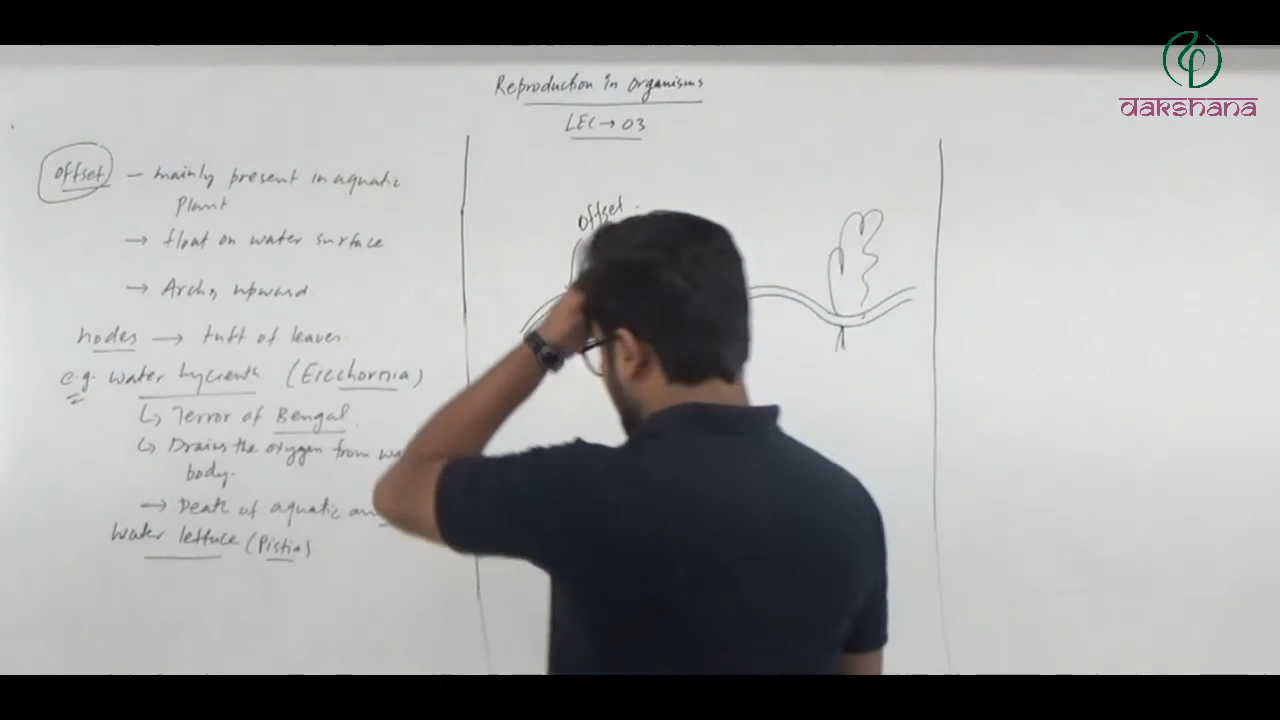 dakshana
Reproduction in organisms
LEC → 03
offset — mainly present in aquatic
plant
→ float on water surface
→ Arch, upward.
offset.
nodes → tuft of leaves
e.g. water hycienth (Eicchornia)
↳ Terror of Bengal.
↳ Drains the oxygen from
body.
→ Death of aquatic
water lettuce (Pistia)